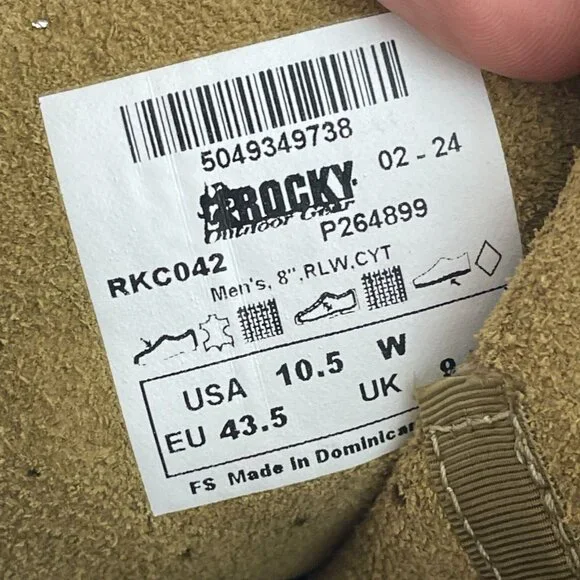 5049349738
02 - 24
ROCKY
Outdoor Gear
P264899
RKC042
Men's, 8",RLW,CYT
USA 10.5 W
EU 43.5 UK
FS Made in